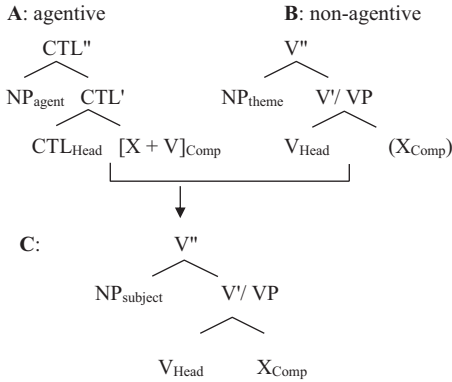 A: agentive B: non-agentive
CTL" V"
NPagent CTL' NPtheme V'/ VP
CTLHead [X + V]Comp VHead (XComp)
C: V"
NPsubject V'/ VP
VHead XComp